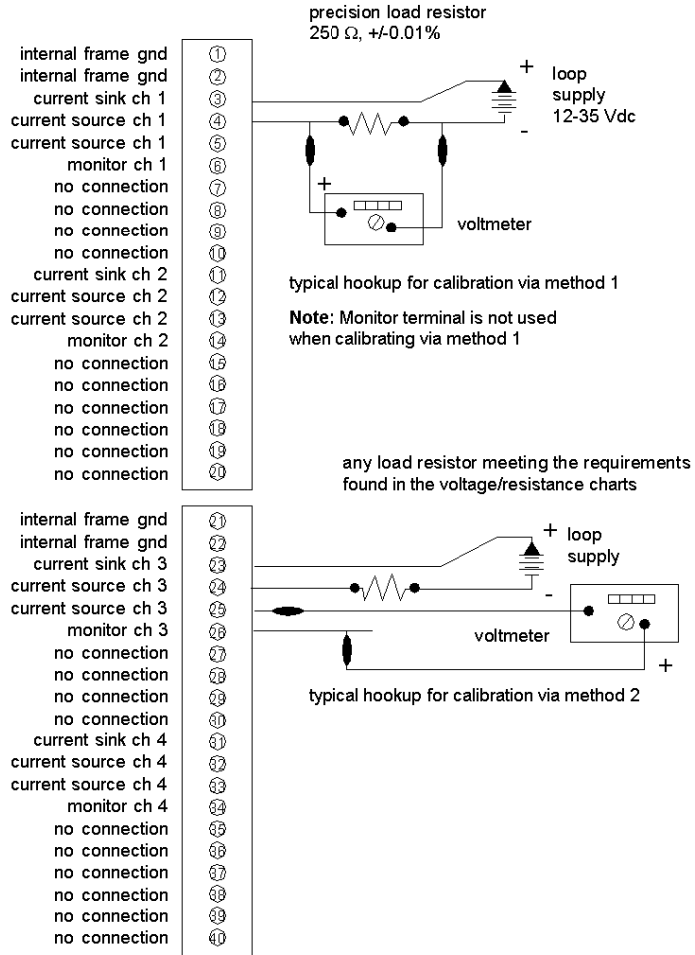 precision load resistor
250 Ω, +/-0.01%
internal frame gnd 1
internal frame gnd 2
current sink ch 1 3
current source ch 1 4
current source ch 1 5
monitor ch 1 6
no connection 7
no connection 8
no connection 9
no connection 10
current sink ch 2 11
current source ch 2 12
current source ch 2 13
monitor ch 2 14
no connection 15
no connection 16
no connection 17
no connection 18
no connection 19
no connection 20
+
loop
supply
12-35 Vdc
-
+
voltmeter
typical hookup for calibration via method 1
Note: Monitor terminal is not used
when calibrating via method 1
any load resistor meeting the requirements
found in the voltage/resistance charts
internal frame gnd 21
internal frame gnd 22
current sink ch 3 23
current source ch 3 24
current source ch 3 25
monitor ch 3 26
no connection 27
no connection 28
no connection 29
no connection 30
current sink ch 4 31
current source ch 4 32
current source ch 4 33
monitor ch 4 34
no connection 35
no connection 36
no connection 37
no connection 38
no connection 39
no connection 40
+ loop
supply
-
voltmeter
+
typical hookup for calibration via method 2